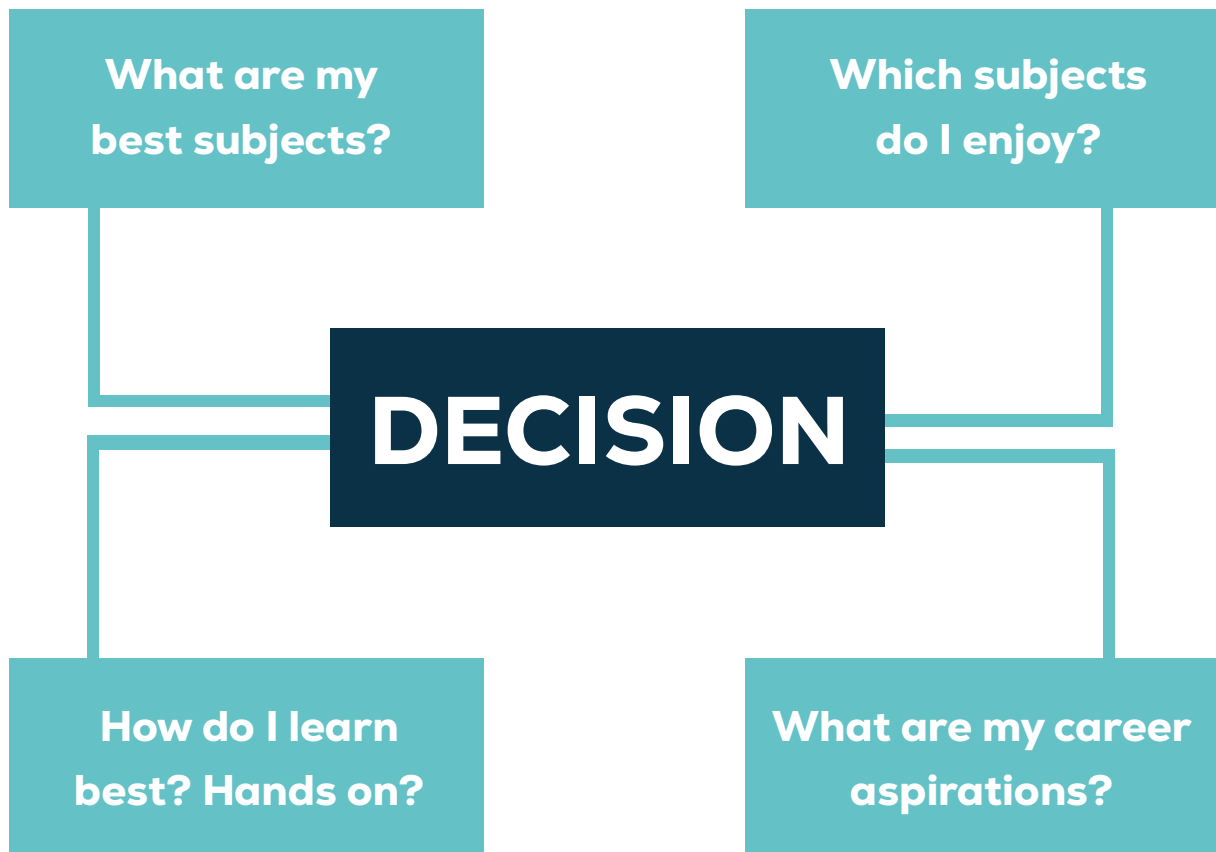 What are my
best subjects?
Which subjects
do I enjoy?
DECISION
How do I learn
best? Hands on?
What are my career
aspirations?